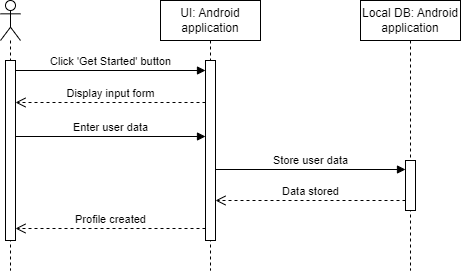 UI: Android
application
Local DB: Android
application
Click 'Get Started' button
Display input form
Enter user data
Store user data
Data stored
Profile created